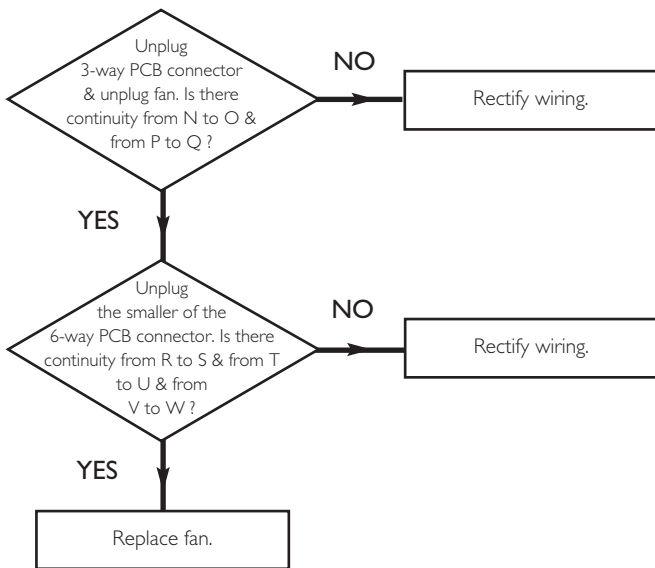 Unplug
3-way PCB connector
& unplug fan. Is there
continuity from N to O &
from P to Q ?
NO
Rectify wiring.
YES
Unplug
the smaller of the
6-way PCB connector. Is there
continuity from R to S & from T
to U & from
V to W ?
NO
Rectify wiring.
YES
Replace fan.